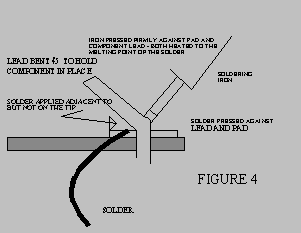 IRON PRESSED FIRMLY AGAINST PAD AND
COMPONENT LEAD - BOTH HEATED TO THE
MELTING POINT OF THE SOLDER
LEAD BENT 45 TO HOLD
COMPONENT IN PLACE
SOLDERING
IRON
SOLDER APPLIED ADJACENT TO
BUT NOT ON THE TIP
SOLDER PRESSED AGAINST
LEAD AND PAD
FIGURE 4
SOLDER